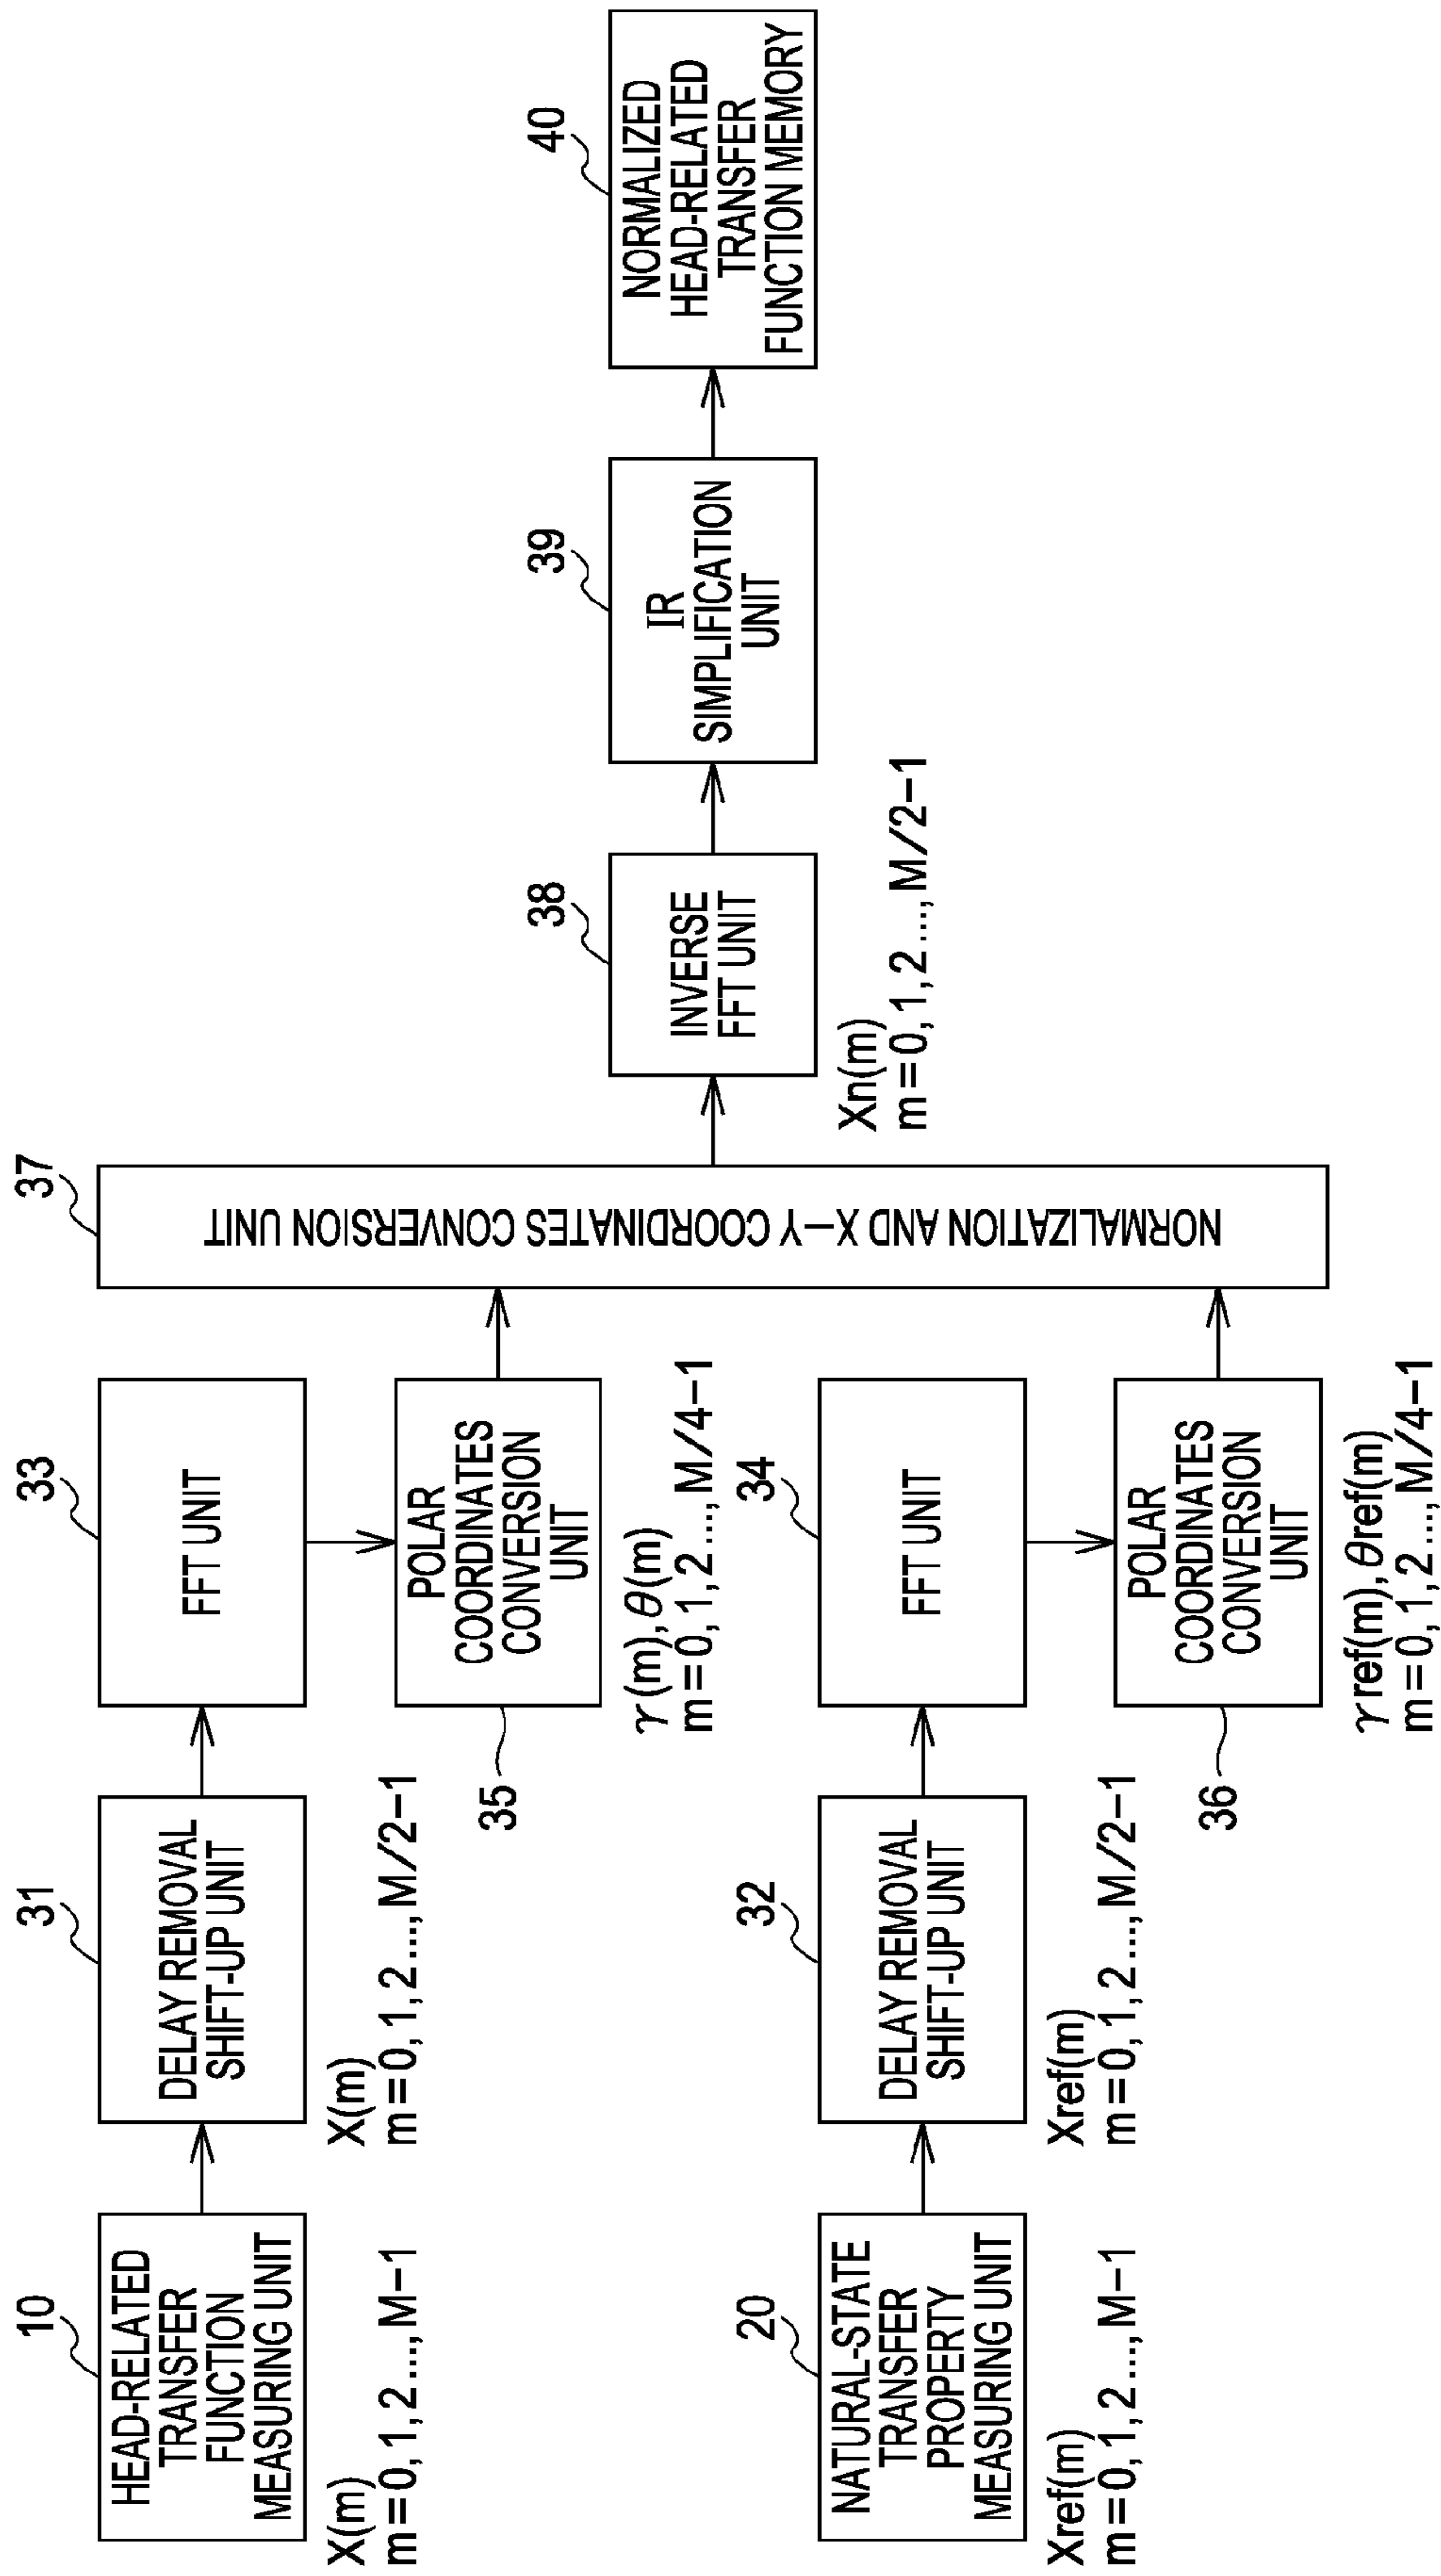 10
HEAD-RELATED
TRANSFER
FUNCTION
MEASURING UNIT
X(m)
m=0,1,2...,M-1
31
DELAY REMOVAL
SHIFT-UP UNIT
X(m)
m=0,1,2...,M/2-1
33
FFT UNIT
35
POLAR
COORDINATES
CONVERSION
UNIT
γ(m),θ(m)
m=0,1,2...,M/4-1
20
NATURAL-STATE
TRANSFER
PROPERTY
MEASURING UNIT
Xref(m)
m=0,1,2...,M-1
32
DELAY REMOVAL
SHIFT-UP UNIT
Xref(m)
m=0,1,2...,M/2-1
34
FFT UNIT
36
POLAR
COORDINATES
CONVERSION
UNIT
γref(m),θref(m)
m=0,1,2...,M/4-1
37
NORMALIZATION AND X-Y COORDINATES CONVERSION UNIT
38
INVERSE
FFT UNIT
Xn(m)
m=0,1,2...,M/2-1
39
IR
SIMPLIFICATION
UNIT
40
NORMALIZED
HEAD-RELATED
TRANSFER
FUNCTION MEMORY